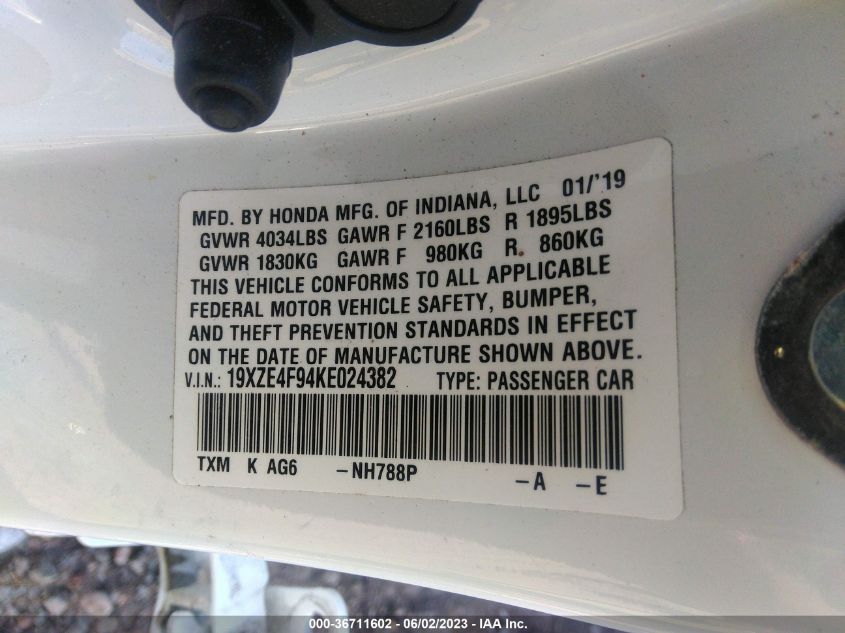 MFD. BY HONDA MFG. OF INDIANA, LLC 01/'19
GVWR 4034LBS GAWR F 2160LBS R 1895LBS
GVWR 1830KG GAWR F 980KG R 860KG
THIS VEHICLE CONFORMS TO ALL APPLICABLE
FEDERAL MOTOR VEHICLE SAFETY, BUMPER,
AND THEFT PREVENTION STANDARDS IN EFFECT
ON THE DATE OF MANUFACTURE SHOWN ABOVE.
V.I.N.: 19XZE4F94KE024382 TYPE: PASSENGER CAR
TXM K AG6 -NH788P -A -E
000-36711602 - 06/02/2023 - IAA Inc.